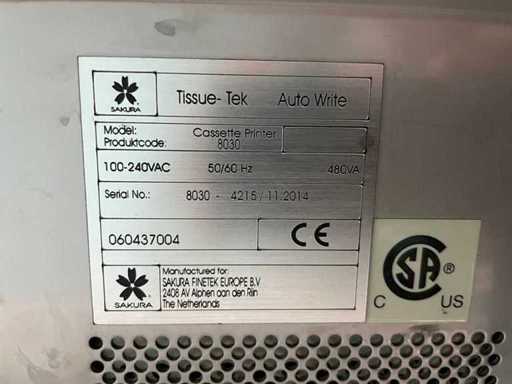 SAKURA
Tissue- Tek Auto Write
Model: Cassette Printer
Produktcode: 8030
100-240VAC 50/60 Hz 480VA
Serial No.: 8030 - 4215 / 11.2014
060437004
CE
SAKURA
Manufactured for:
SAKURA FINETEK EUROPE B.V
2408 AV Alphen aan den Rijn
The Netherlands
CSA ®
C US